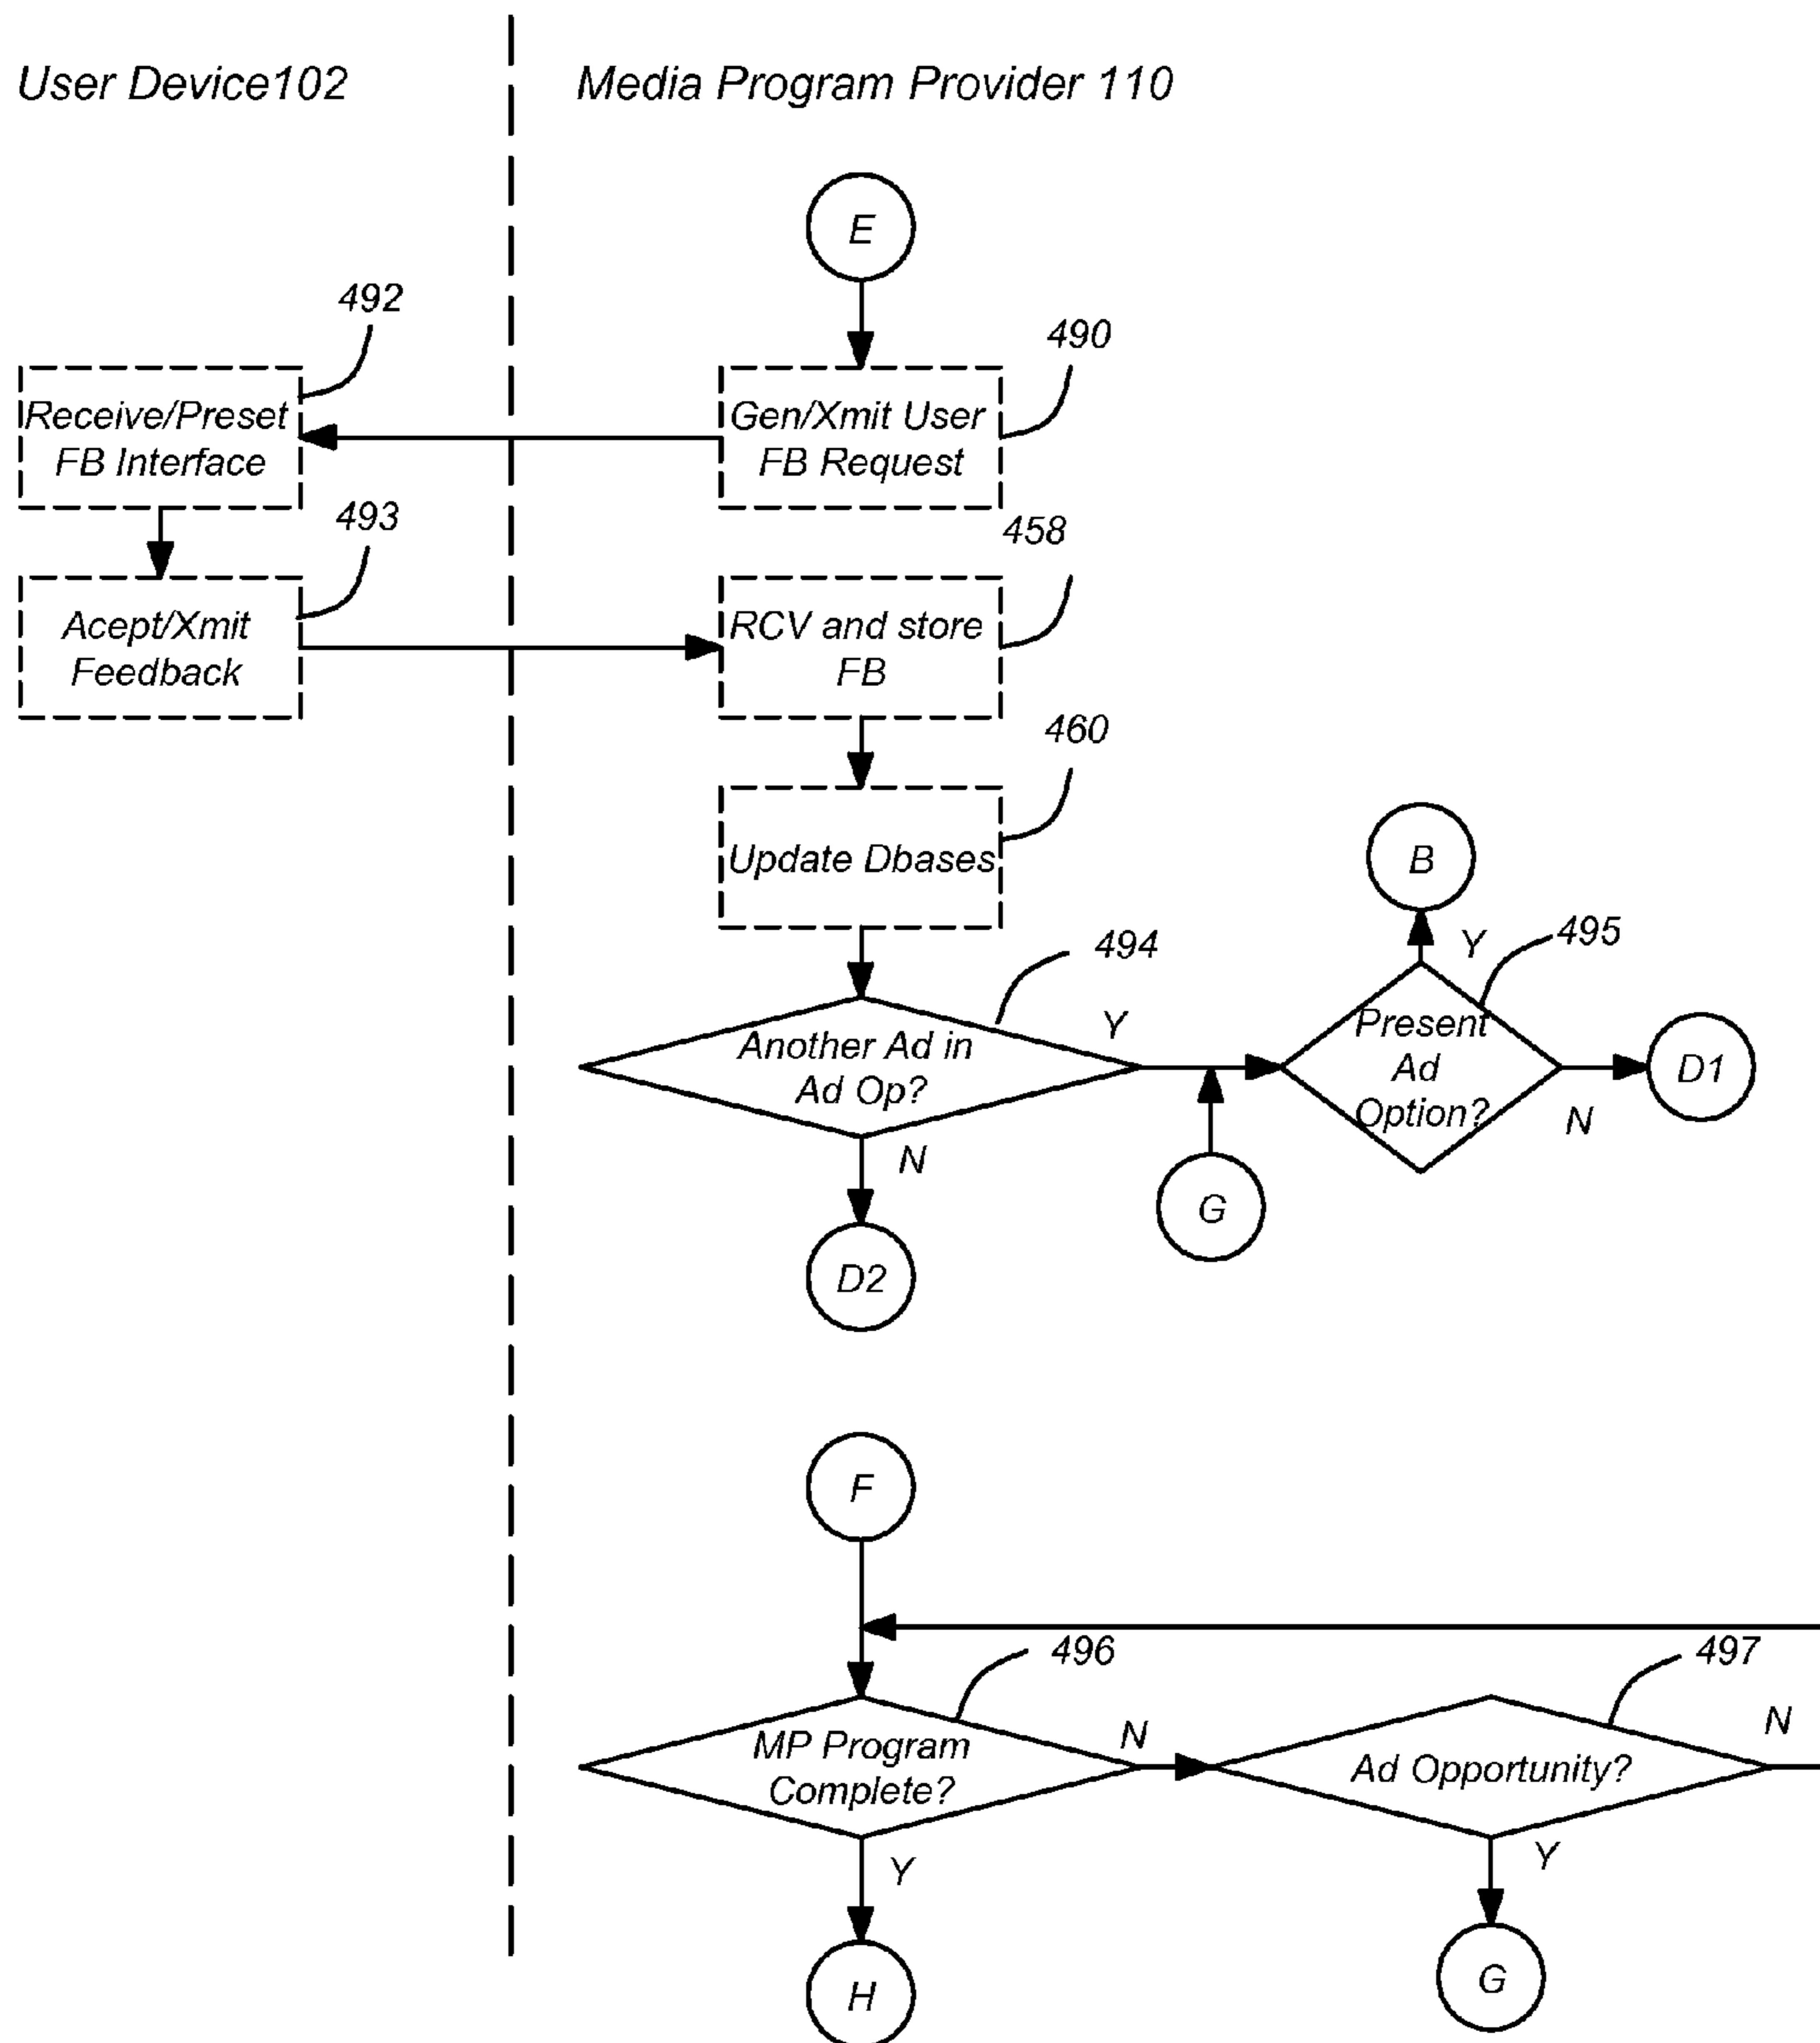 User Device102
Media Program Provider 110
E
492
490
Receive/Preset
FB Interface
Gen/Xmit User
FB Request
493
458
Acept/Xmit
Feedback
RCV and store
FB
460
Update Dbases
B
494
Y
495
Another Ad in
Ad Op?
Y
Present
Ad
Option?
D1
N
N
G
D2
F
496
497
MP Program
Complete?
N
Ad Opportunity?
N
Y
Y
H
G